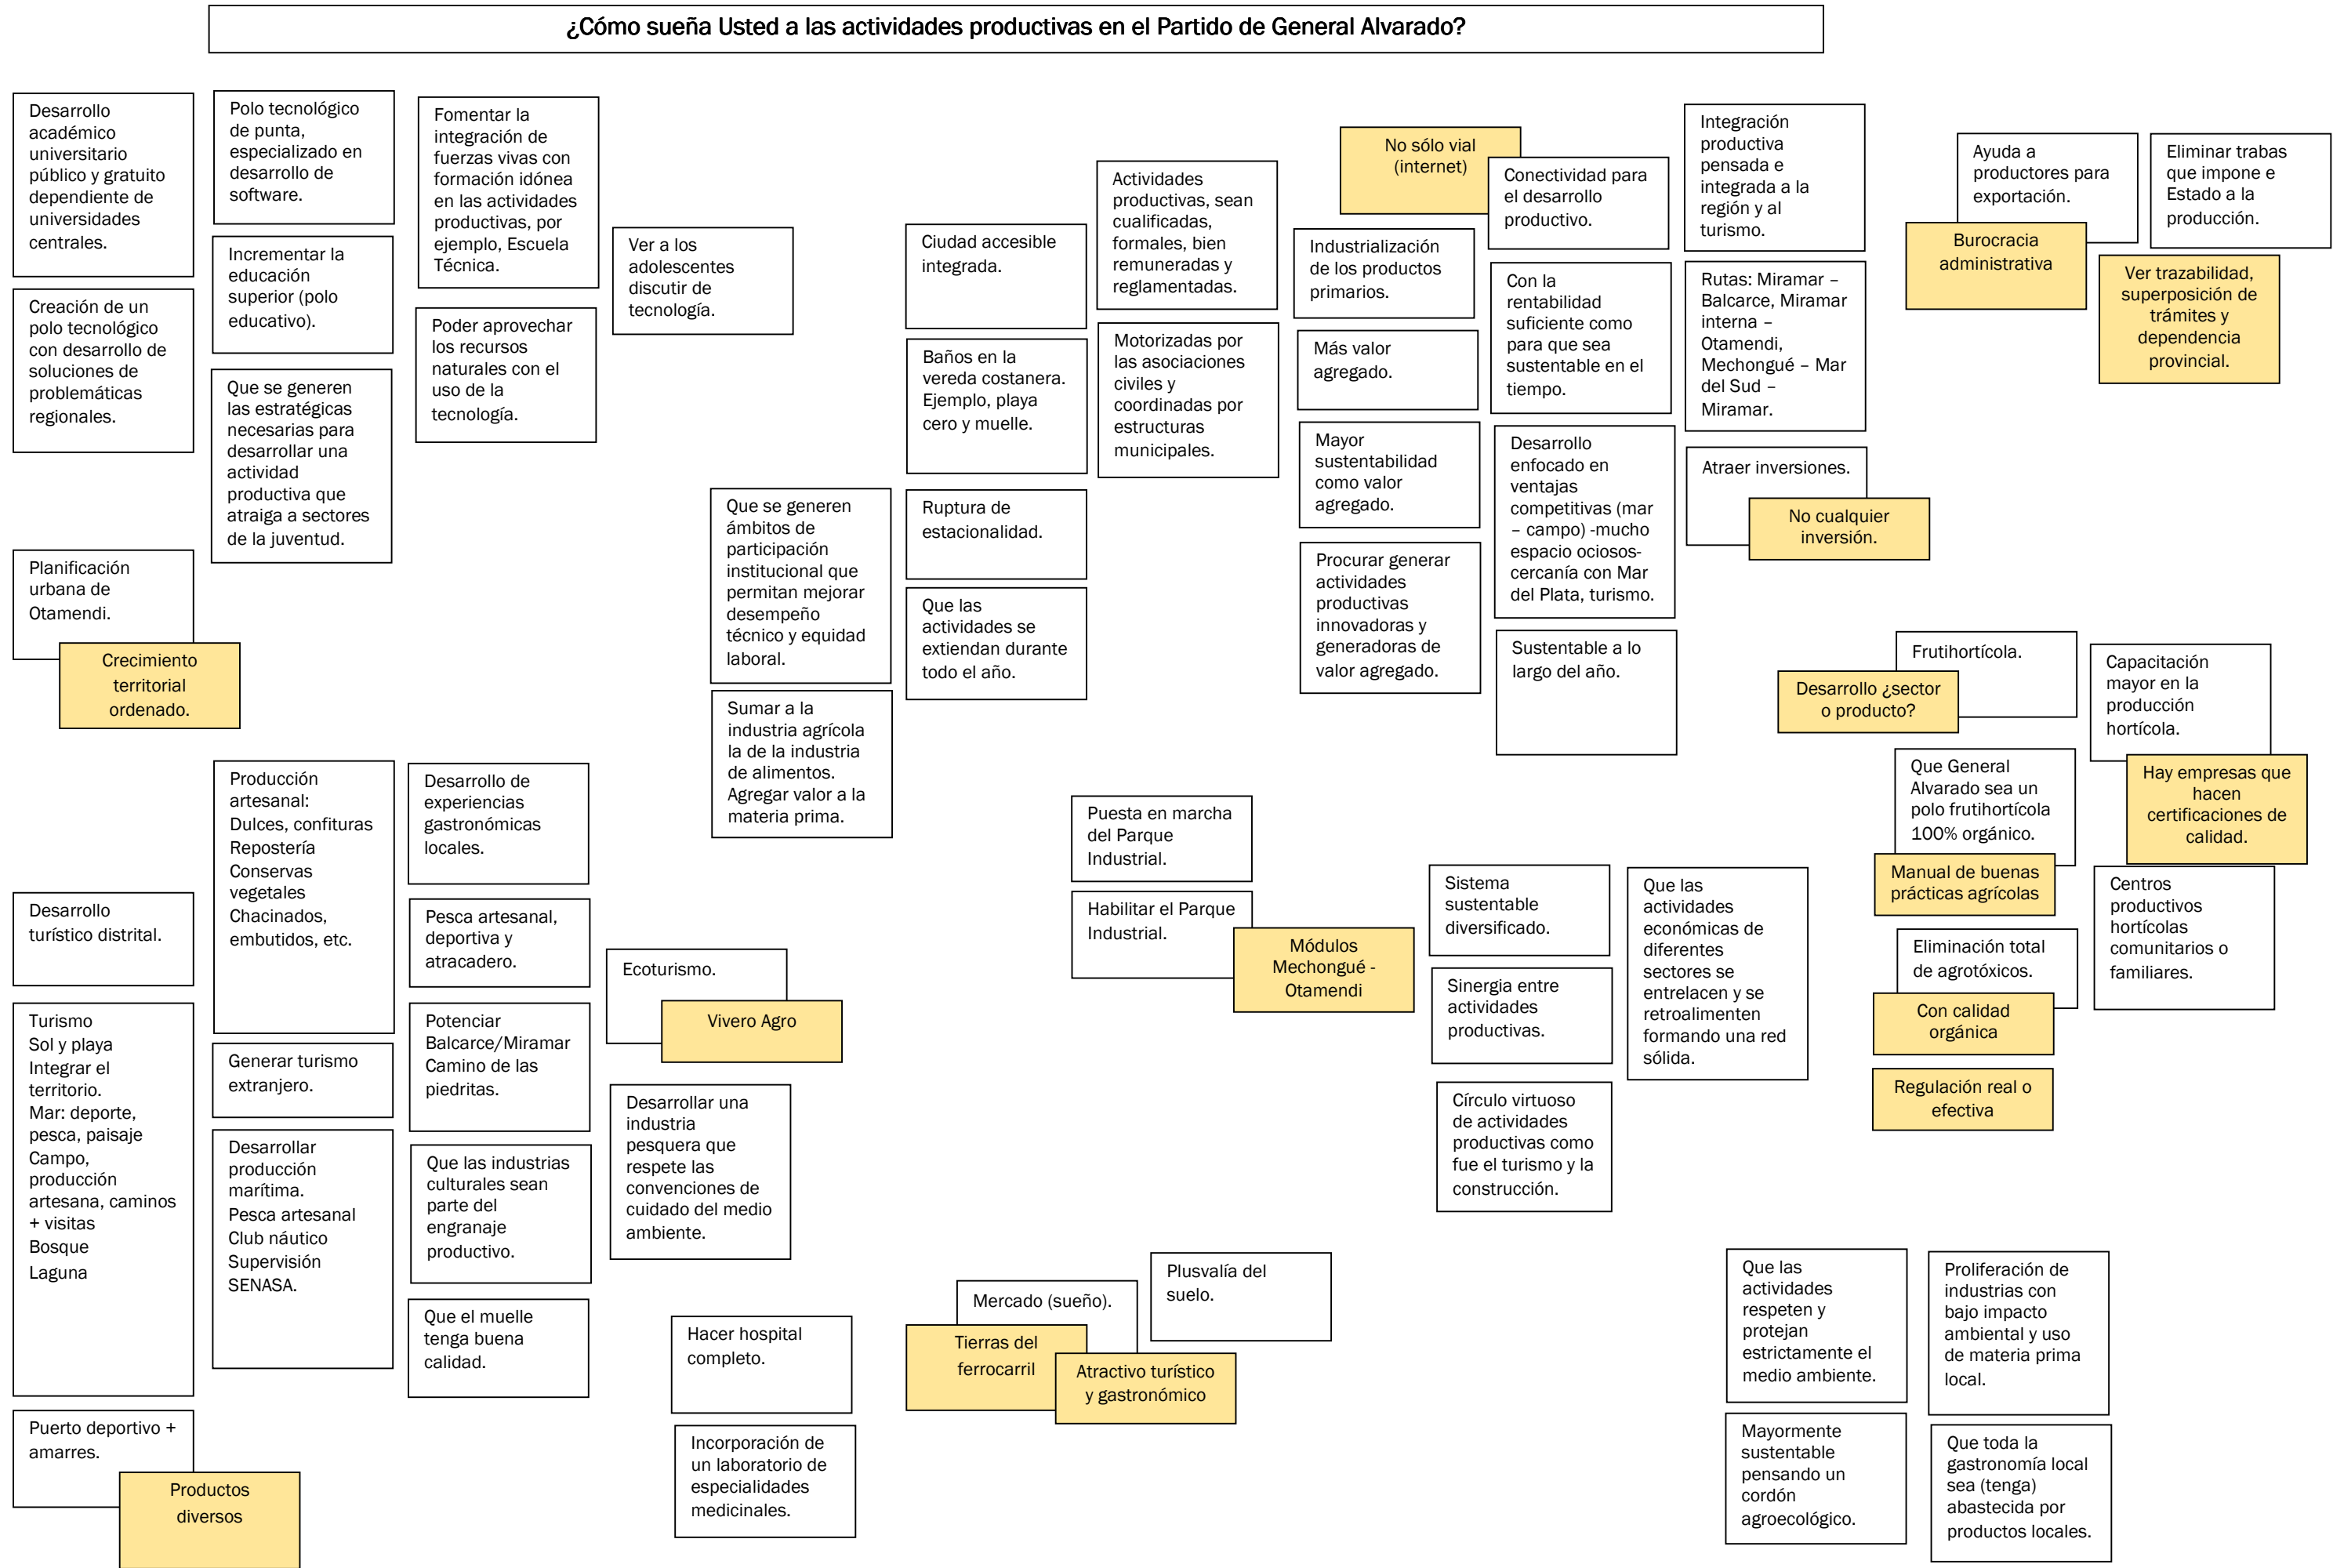 ¿Cómo sueña Usted a las actividades productivas en el Partido de General Alvarado?
Desarrollo
académico
universitario
público y gratuito
dependiente de
universidades
centrales.
Creación de un
polo tecnológico
con desarrollo de
soluciones de
problemáticas
regionales.
Polo tecnológico
de punta,
especializado en
desarrollo de
software.
Incrementar la
educación
superior (polo
educativo).
Que se generen
las estratégicas
necesarias para
desarrollar una
actividad
productiva que
atraiga a sectores
de la juventud.
Fomentar la
integración de
fuerzas vivas con
formación idónea
en las actividades
productivas, por
ejemplo, Escuela
Técnica.
Poder aprovechar
los recursos
naturales con el
uso de la
tecnología.
Ver a los
adolescentes
discutir de
tecnología.
Planificación
urbana de
Otamendi.
Crecimiento
territorial
ordenado.
Que se generen
ámbitos de
participación
institucional que
permitan mejorar
desempeño
técnico y equidad
laboral.
Sumar a la
industria agrícola
la de la industria
de alimentos.
Agregar valor a la
materia prima.
Ciudad accesible
integrada.
Baños en la
vereda costanera.
Ejemplo, playa
cero y muelle.
Ruptura de
estacionalidad.
Que las
actividades se
extiendan durante
todo el año.
Actividades
productivas, sean
cualificadas,
formales, bien
remuneradas y
reglamentadas.
Motorizadas por
las asociaciones
civiles y
coordinadas por
estructuras
municipales.
No sólo vial
(internet)
Conectividad para
el desarrollo
productivo.
Industrialización
de los productos
primarios.
Más valor
agregado.
Mayor
sustentabilidad
como valor
agregado.
Procurar generar
actividades
productivas
innovadoras y
generadoras de
valor agregado.
Con la
rentabilidad
suficiente como
para que sea
sustentable en el
tiempo.
Desarrollo
enfocado en
ventajas
competitivas (mar
– campo) -mucho
espacio ociosos-
cercanía con Mar
del Plata, turismo.
Sustentable a lo
largo del año.
Integración
productiva
pensada e
integrada a la
región y al
turismo.
Rutas: Miramar –
Balcarce, Miramar
interna –
Otamendi,
Mechongué – Mar
del Sud –
Miramar.
Atraer inversiones.
No cualquier
inversión.
Ayuda a
productores para
exportación.
Burocracia
administrativa
Eliminar trabas
que impone e
Estado a la
producción.
Ver trazabilidad,
superposición de
trámites y
dependencia
provincial.
Frutihortícola.
Desarrollo ¿sector
o producto?
Capacitación
mayor en la
producción
hortícola.
Hay empresas que
hacen
certificaciones de
calidad.
Que General
Alvarado sea un
polo frutihortícola
100% orgánico.
Manual de buenas
prácticas agrícolas
Centros
productivos
hortícolas
comunitarios o
familiares.
Eliminación total
de agrotóxicos.
Con calidad
orgánica
Regulación real o
efectiva
Desarrollo
turístico distrital.
Turismo
Sol y playa
Integrar el
territorio.
Mar: deporte,
pesca, paisaje
Campo,
producción
artesana, caminos
+ visitas
Bosque
Laguna
Puerto deportivo +
amarres.
Productos
diversos
Producción
artesanal:
Dulces, confituras
Repostería
Conservas
vegetales
Chacinados,
embutidos, etc.
Generar turismo
extranjero.
Desarrollar
producción
marítima.
Pesca artesanal
Club náutico
Supervisión
SENASA.
Desarrollo de
experiencias
gastronómicas
locales.
Pesca artesanal,
deportiva y
atracadero.
Potenciar
Balcarce/Miramar
Camino de las
piedritas.
Que las industrias
culturales sean
parte del
engranaje
productivo.
Que el muelle
tenga buena
calidad.
Ecoturismo.
Vivero Agro
Desarrollar una
industria
pesquera que
respete las
convenciones de
cuidado del medio
ambiente.
Hacer hospital
completo.
Incorporación de
un laboratorio de
especialidades
medicinales.
Puesta en marcha
del Parque
Industrial.
Habilitar el Parque
Industrial.
Módulos
Mechongué -
Otamendi
Sistema
sustentable
diversificado.
Sinergia entre
actividades
productivas.
Círculo virtuoso
de actividades
productivas como
fue el turismo y la
construcción.
Que las
actividades
económicas de
diferentes
sectores se
entrelacen y se
retroalimenten
formando una red
sólida.
Mercado (sueño).
Tierras del
ferrocarril
Atractivo turístico
y gastronómico
Plusvalía del
suelo.
Que las
actividades
respeten y
protejan
estrictamente el
medio ambiente.
Mayormente
sustentable
pensando un
cordón
agroecológico.
Proliferación de
industrias con
bajo impacto
ambiental y uso
de materia prima
local.
Que toda la
gastronomía local
sea (tenga)
abastecida por
productos locales.